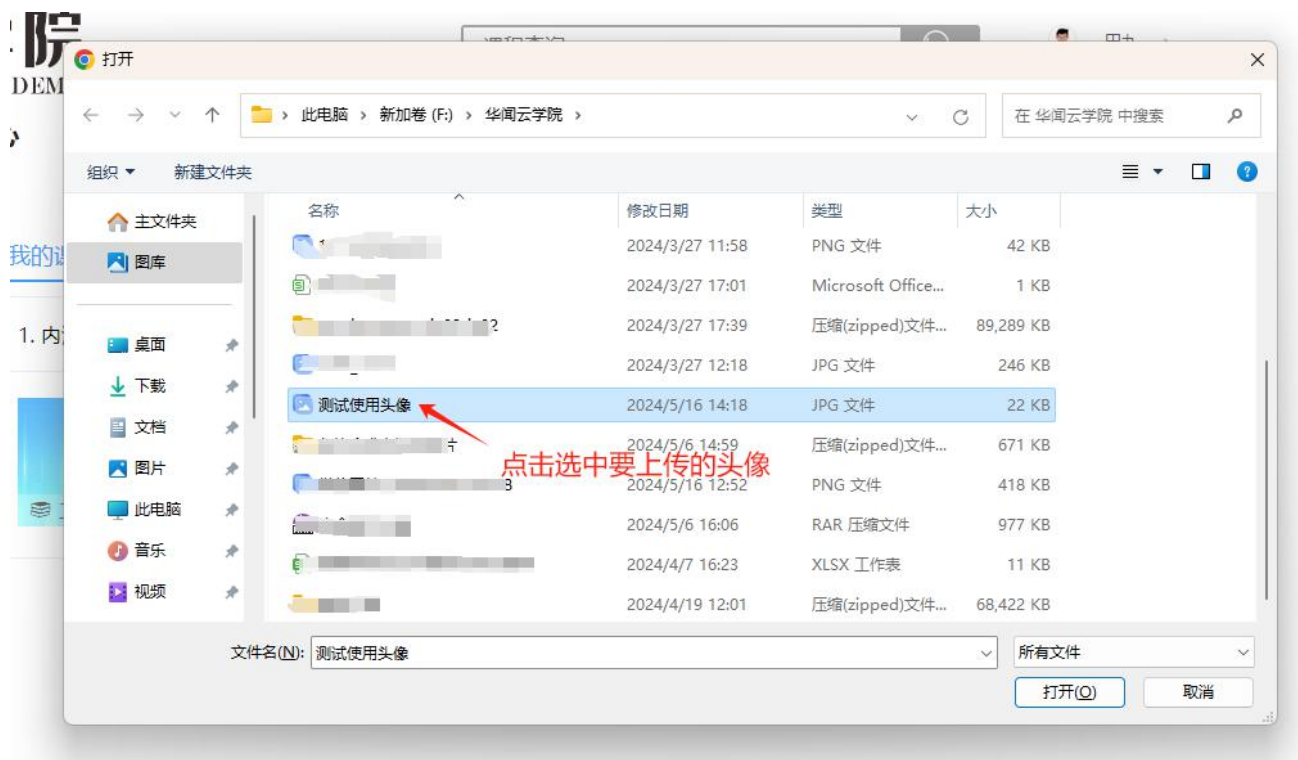 院
DEM
打开
此电脑 > 新加卷 (F:) > 华闻云学院 >
在 华闻云学院 中搜索
组织 新建文件夹
名称 修改日期 类型 大小
主文件夹
图库
我的
1. 内
桌面
下载
文档
图片
此电脑
音乐
视频
2024/3/27 11:58 PNG 文件 42 KB
2024/3/27 17:01 Microsoft Office... 1 KB
2024/3/27 17:39 压缩(zipped)文件... 89,289 KB
2024/3/27 12:18 JPG 文件 246 KB
测试使用头像 2024/5/16 14:18 JPG 文件 22 KB
片 2024/5/6 14:59 压缩(zipped)文件... 671 KB
点击选中要上传的头像
2024/5/16 12:52 PNG 文件 418 KB
2024/5/6 16:06 RAR 压缩文件 977 KB
2024/4/7 16:23 XLSX 工作表 11 KB
2024/4/19 12:01 压缩(zipped)文件... 68,422 KB
文件名(N): 测试使用头像 所有文件
打开(O) 取消